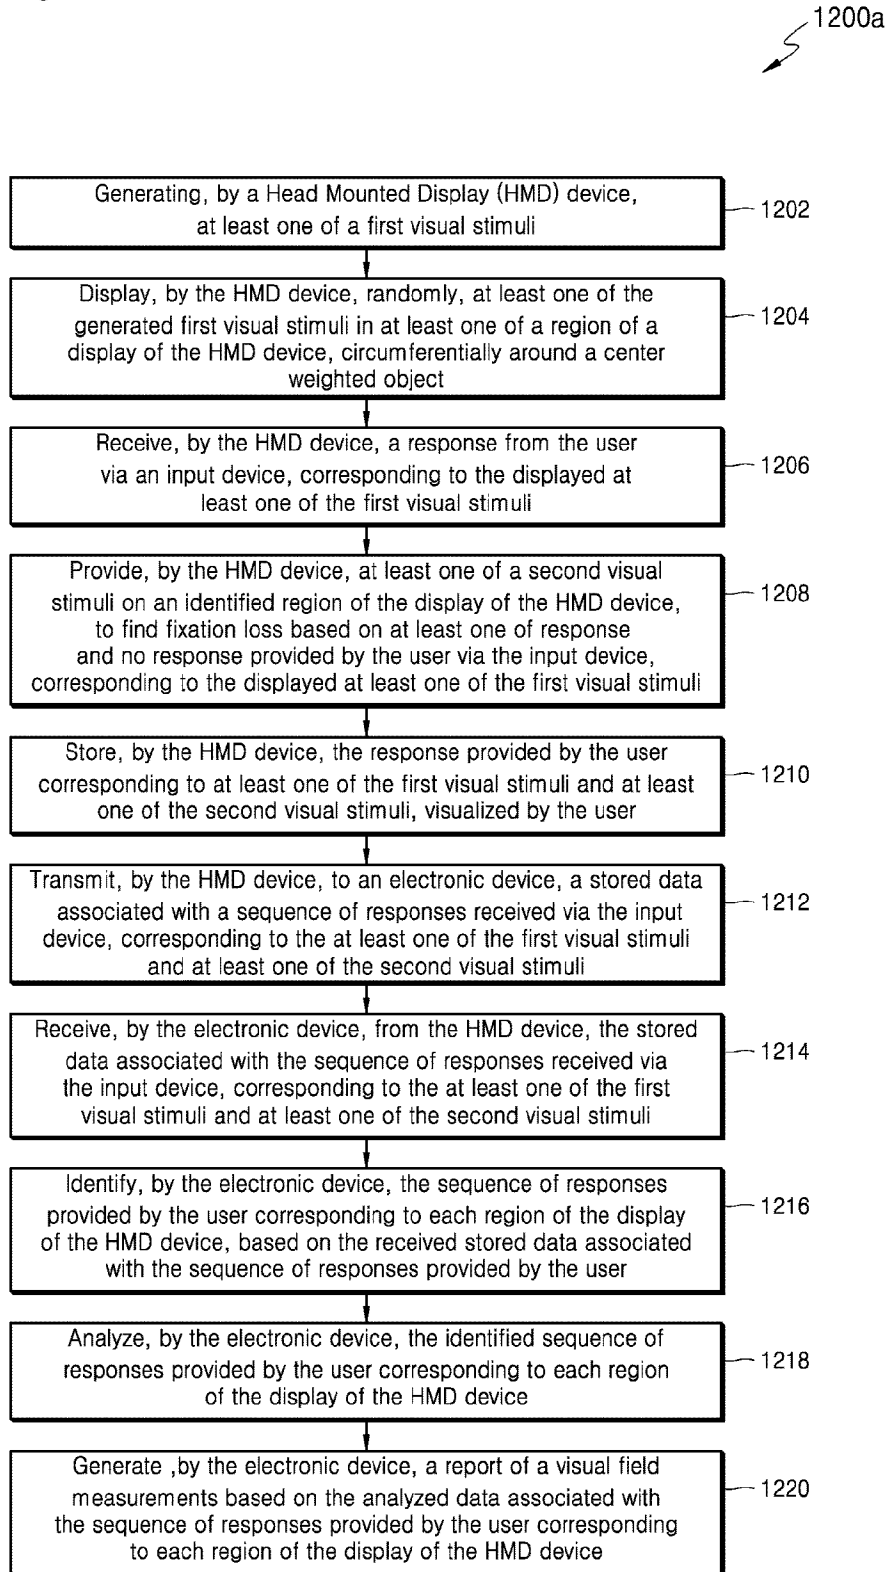 1200a
Generating, by a Head Mounted Display (HMD) device,
at least one of a first visual stimuli
1202
Display, by the HMD device, randomly, at least one of the
generated first visual stimuli in at least one of a region of a
display of the HMD device, circumferentially around a center
weighted object
1204
Receive, by the HMD device, a response from the user
via an input device, corresponding to the displayed at
least one of the first visual stimuli
1206
Provide, by the HMD device, at least one of a second visual
stimuli on an identified region of the display of the HMD device,
to find fixation loss based on at least one of response
and no response provided by the user via the input device,
corresponding to the displayed at least one of the first visual stimuli
1208
Store, by the HMD device, the response provided by the user
corresponding to at least one of the first visual stimuli and at least
one of the second visual stimuli, visualized by the user
1210
Transmit, by the HMD device, to an electronic device, a stored data
associated with a sequence of responses received via the input
device, corresponding to the at least one of the first visual stimuli
and at least one of the second visual stimuli
1212
Receive, by the electronic device, from the HMD device, the stored
data associated with the sequence of responses received via
the input device, corresponding to the at least one of the first
visual stimuli and at least one of the second visual stimuli
1214
Identify, by the electronic device, the sequence of responses
provided by the user corresponding to each region of the display
of the HMD device, based on the received stored data associated
with the sequence of responses provided by the user
1216
Analyze, by the electronic device, the identified sequence of
responses provided by the user corresponding to each region
of the display of the HMD device
1218
Generate ,by the electronic device, a report of a visual field
measurements based on the analyzed data associated with
the sequence of responses provided by the user corresponding
to each region of the display of the HMD device
1220